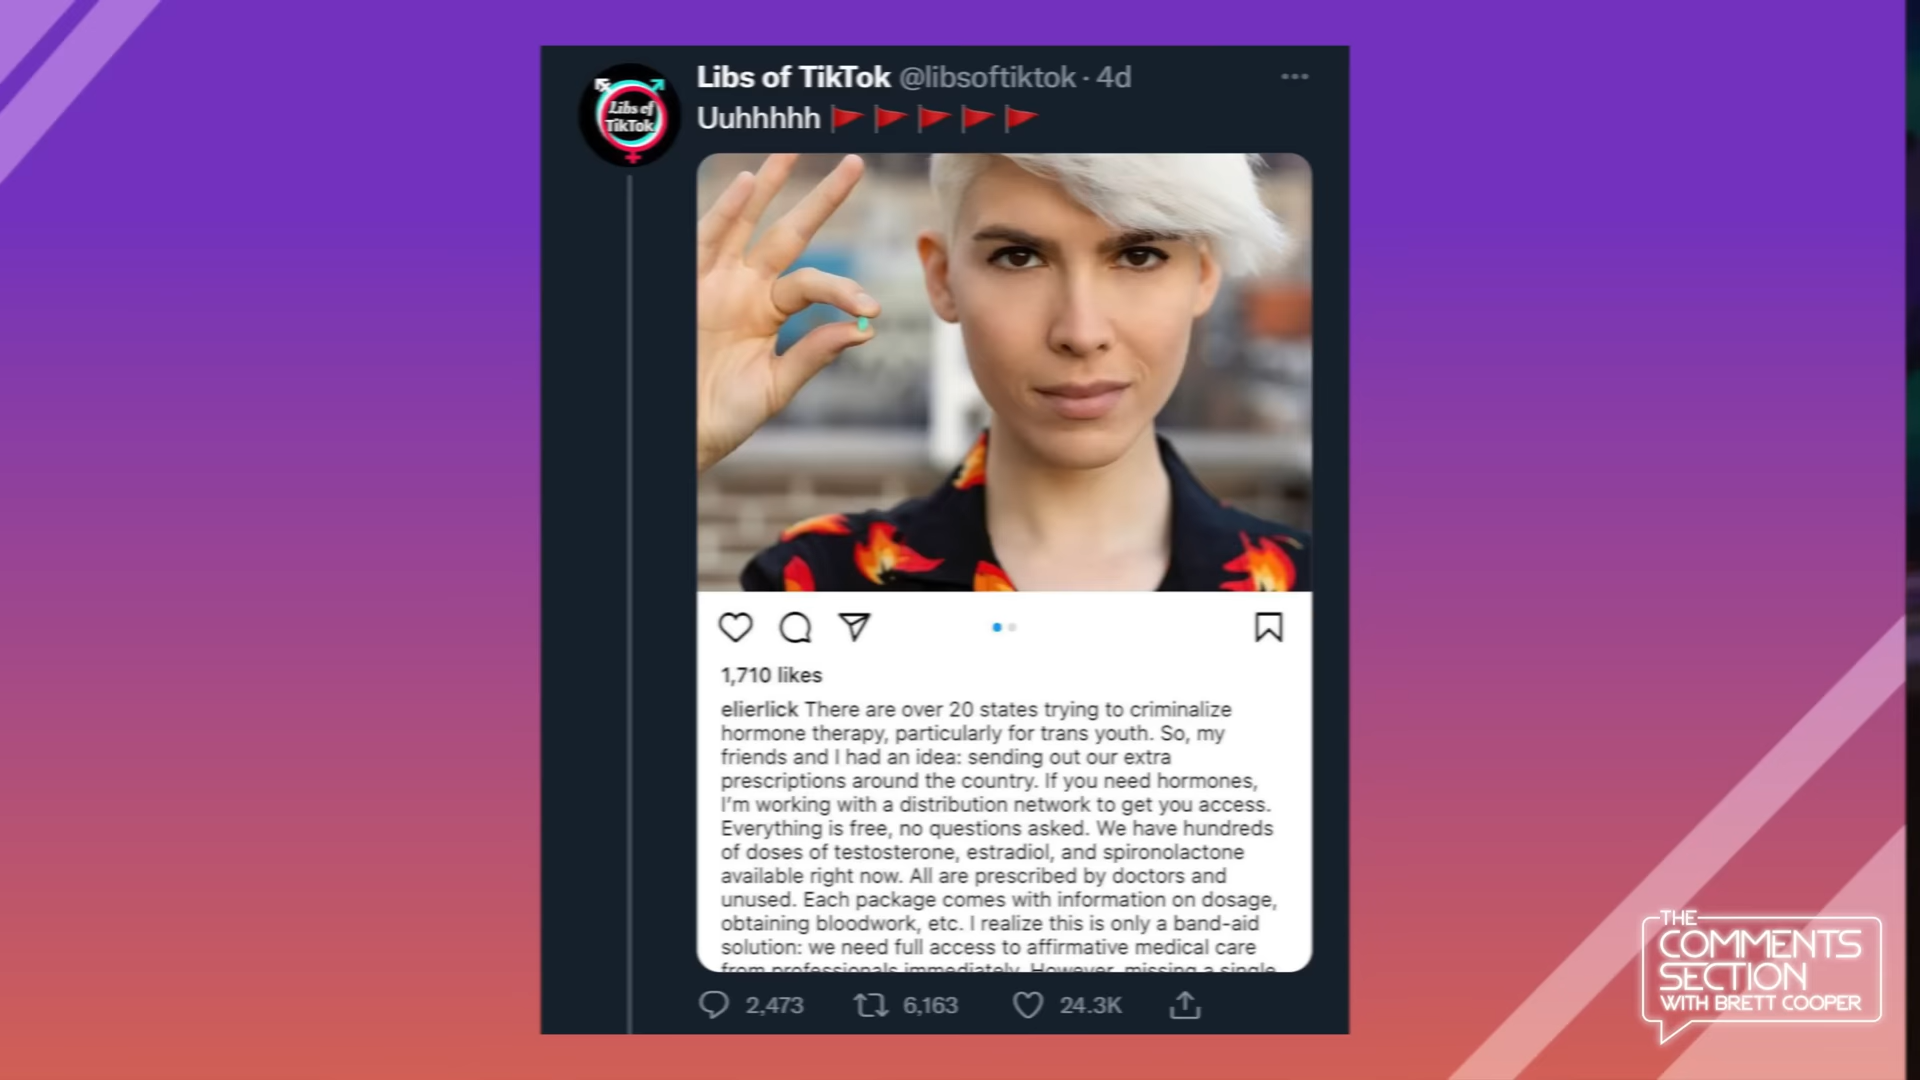 Libs of TikTok @libsoftiktok · 4d
Uuhhhhh
Libs of
TikTok
1,710 likes
elierlick There are over 20 states trying to criminalize
hormone therapy, particularly for trans youth. So, my
friends and I had an idea: sending out our extra
prescriptions around the country. If you need hormones,
I'm working with a distribution network to get you access.
Everything is free, no questions asked. We have hundreds
of doses of testosterone, estradiol, and spironolactone
available right now. All are prescribed by doctors and
unused. Each package comes with information on dosage,
obtaining bloodwork, etc. I realize this is only a band-aid
solution: we need full access to affirmative medical care
from professionals immediately. However, missing a single
2,473 6,163 24.3K
THE
COMMENTS
SECTION
WITH BRETT COOPER